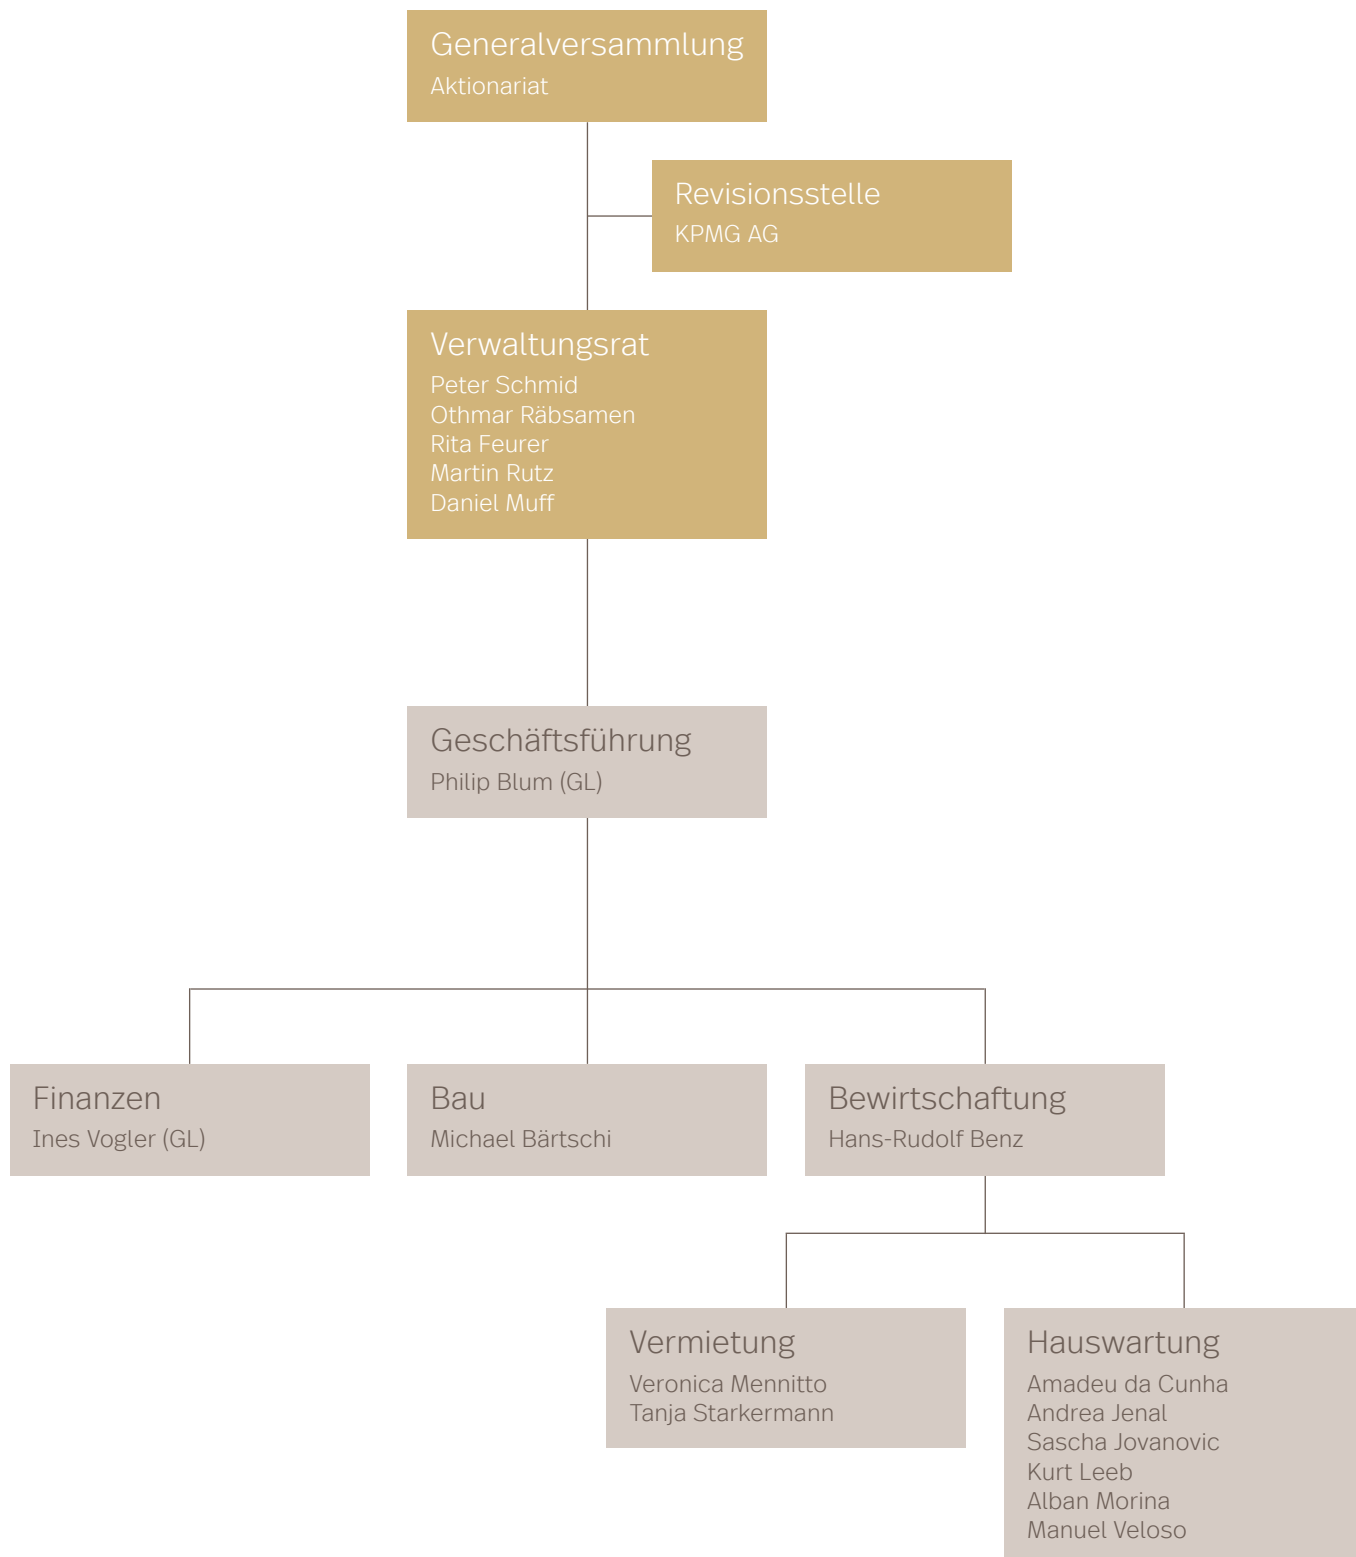 Generalversammlung
Aktionariat
Revisionsstelle
KPMG AG
Verwaltungsrat
Peter Schmid
Othmar Räbsamen
Rita Feurer
Martin Rutz
Daniel Muff
Geschäftsführung
Philip Blum (GL)
Finanzen
Ines Vogler (GL)
Bau
Michael Bärtschi
Bewirtschaftung
Hans-Rudolf Benz
Vermietung
Veronica Mennitto
Tanja Starkermann
Hauswartung
Amadeu da Cunha
Andrea Jenal
Sascha Jovanovic
Kurt Leeb
Alban Morina
Manuel Veloso